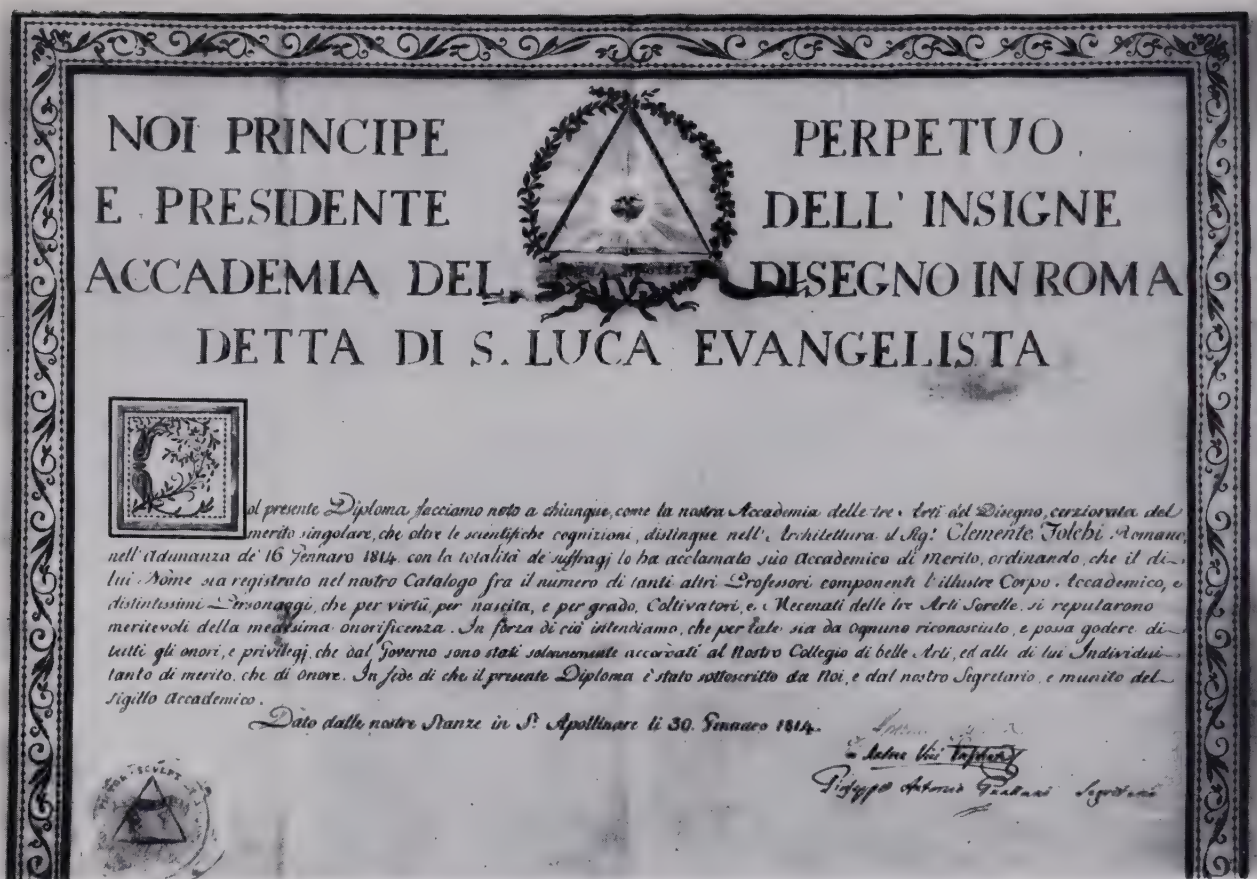 NOI PRINCIPE PERPETUO
E PRESIDENTE DELL' INSIGNE
ACCADEMIA DEL DISEGNO IN ROMA
DETTA DI S. LUCA EVANGELISTA
Col presente Diploma facciamo noto a chiunque, come la nostra Accademia delle tre Arti del Disegno, cerziorata del
merito singolare, che oltre le scientifiche cognizioni, distingue nell' Architettura il Sig.r Clemente Folchi Romano,
nell' Adunanza de' 16 Gennaro 1814. con la totalità de' suffragj lo ha acclamato suo Accademico di merito, ordinando, che il di-
lui Nome sia registrato nel nostro Catalogo fra il numero di tanti altri Professori componenti l'illustre Corpo Accademico, e
distintissimi Personaggi, che per virtù, per nascita, e per grado, Coltivatori, e Mecenati delle tre Arti Sorelle, si reputarono
meritevoli della medesima onorificenza. In forza di ciò intendiamo, che per tale sia da ognuno riconosciuto, e possa godere di
tutti gli onori, e privilegj, che dal Governo sono stati solennemente accordati al Nostro Collegio di belle Arti, ed alli di lui Individui
tanto di merito, che di onore. In fede di che il presente Diploma è stato sottoscritto da Noi, e dal nostro Segretario, e munito del
sigillo Accademico.
Dato dalle nostre Stanze in S. Apollinare li 30. Gennaro 1814.
Andrea Vici
Giuseppe Antonio Guattani Segretario
SCVLPT